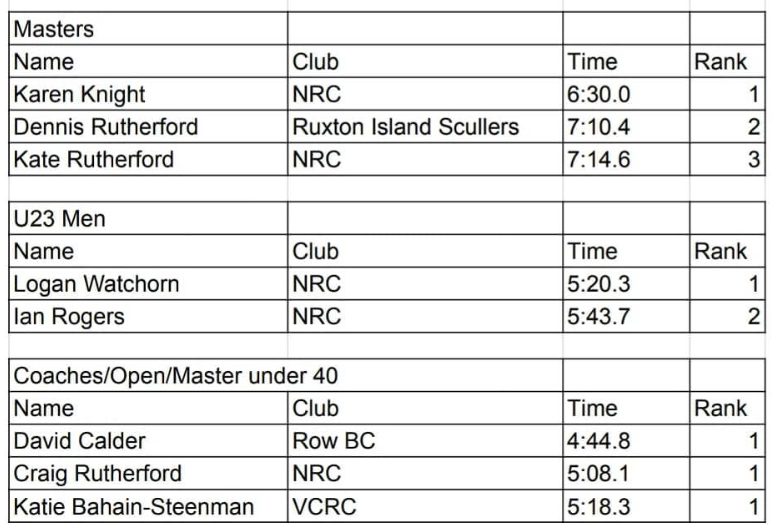 Masters
Name Club Time Rank
Karen Knight NRC 6:30.0 1
Dennis Rutherford Ruxton Island Scullers 7:10.4 2
Kate Rutherford NRC 7:14.6 3
U23 Men
Name Club Time Rank
Logan Watchorn NRC 5:20.3 1
Ian Rogers NRC 5:43.7 2
Coaches/Open/Master under 40
Name Club Time Rank
David Calder Row BC 4:44.8 1
Craig Rutherford NRC 5:08.1 1
Katie Bahain-Steenman VCRC 5:18.3 1